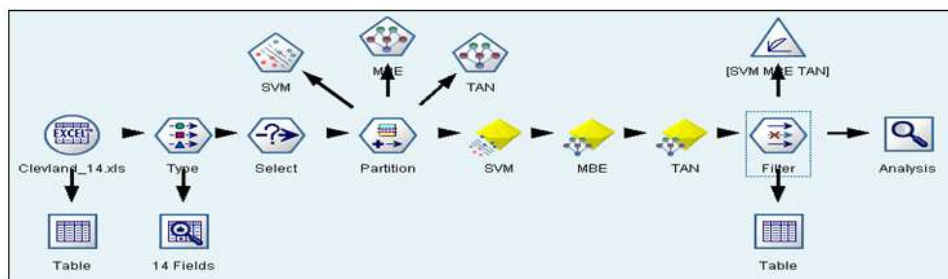 SVM
MBE
TAN
[SVM MBE TAN]
EXCEL
Clevland_14.xls
Type
Select
Partition
SVM
MBE
TAN
Filter
Analysis
Table
14 Fields
Table